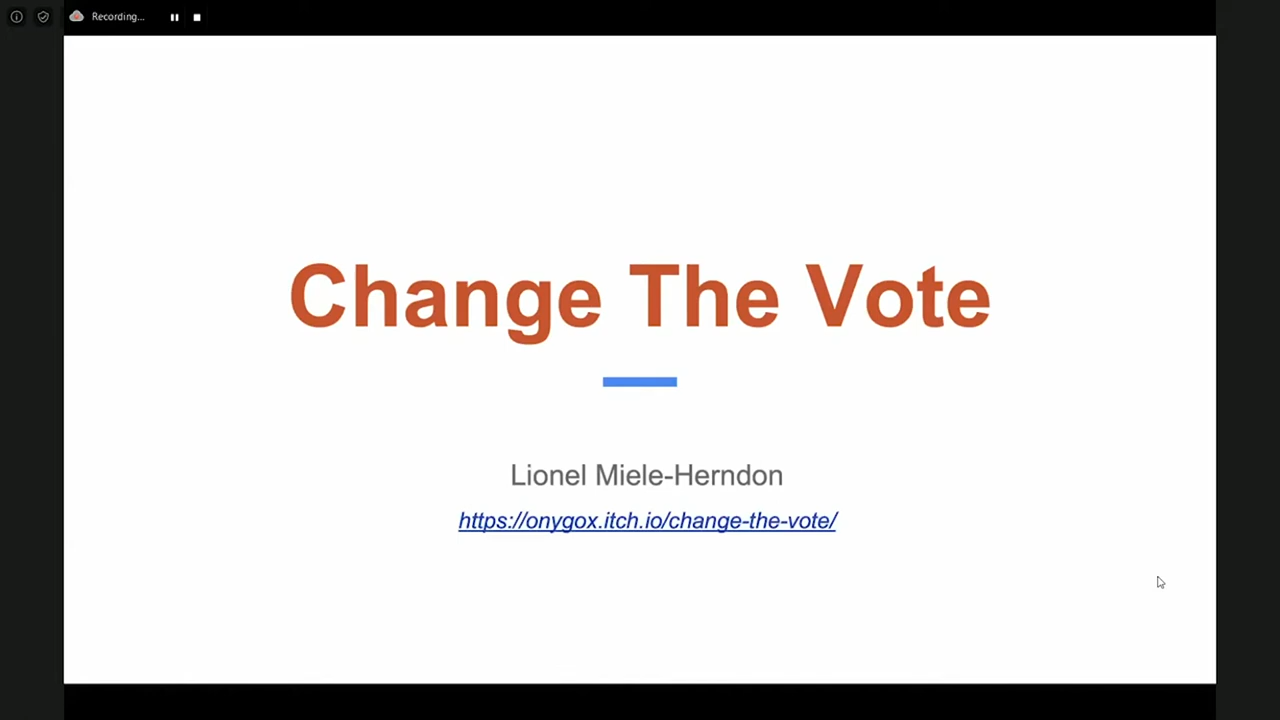 Recording...
Change The Vote
Lionel Miele-Herndon
https://onygox.itch.io/change-the-vote/